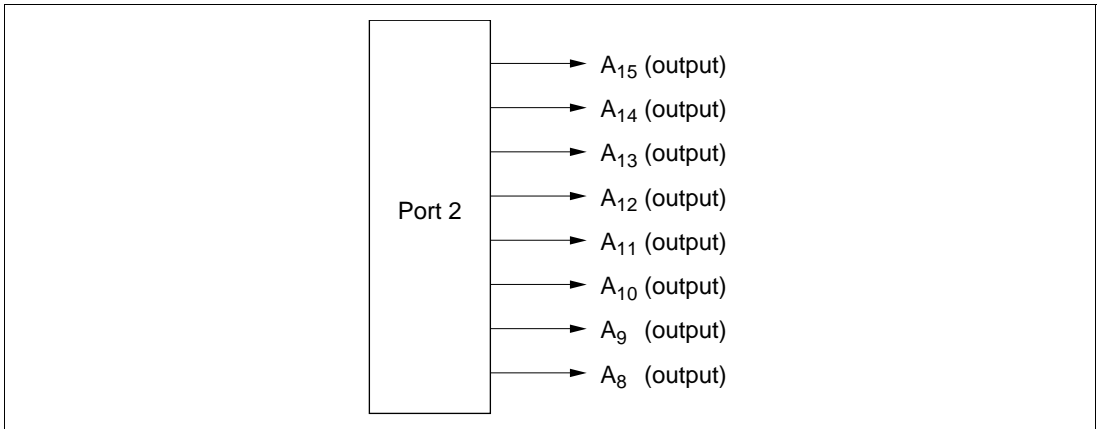 A15 (output)
A14 (output)
A13 (output)
A12 (output)
Port 2
A11 (output)
A10 (output)
A9 (output)
A8 (output)